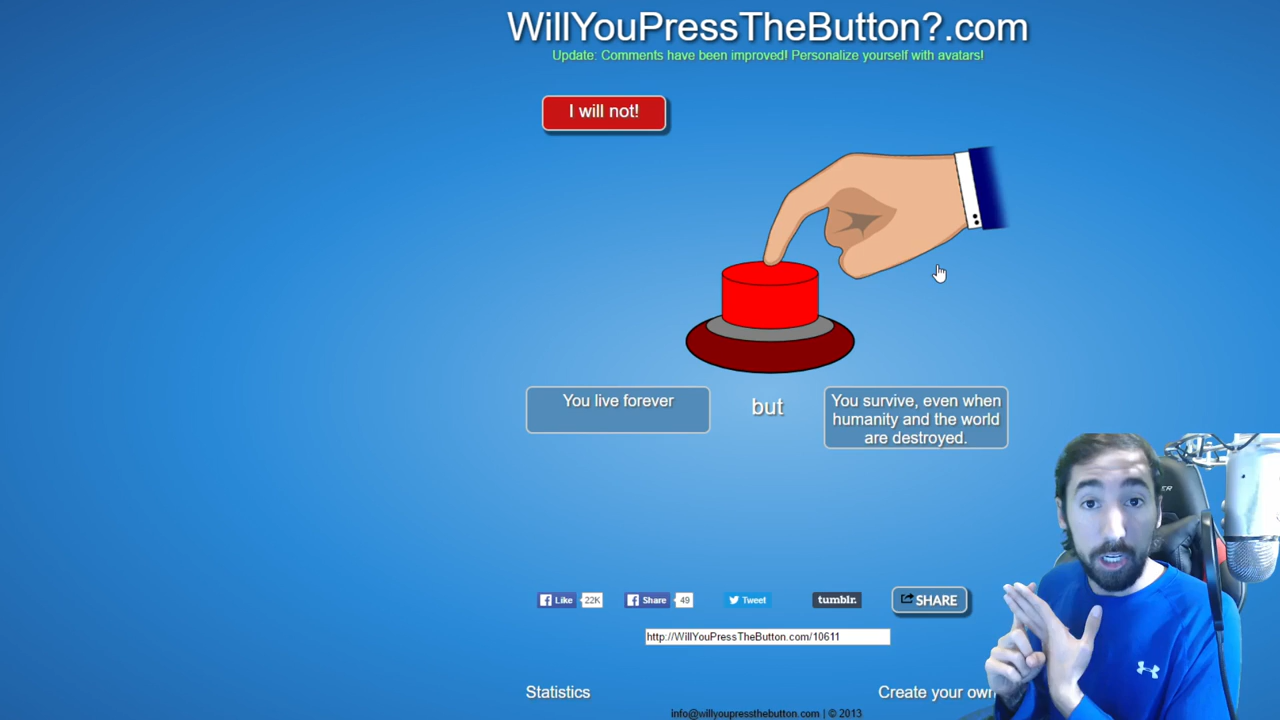 WillYouPressTheButton?.com
Update: Comments have been improved! Personalize yourself with avatars!
I will not!
You live forever
but
You survive, even when
humanity and the world
are destroyed.
Like 22K
Share 49
Tweet
tumblr.
SHARE
http://WillYouPressTheButton.com/10611
Statistics
Create your own
info@willyoupressthebutton.com | © 2013